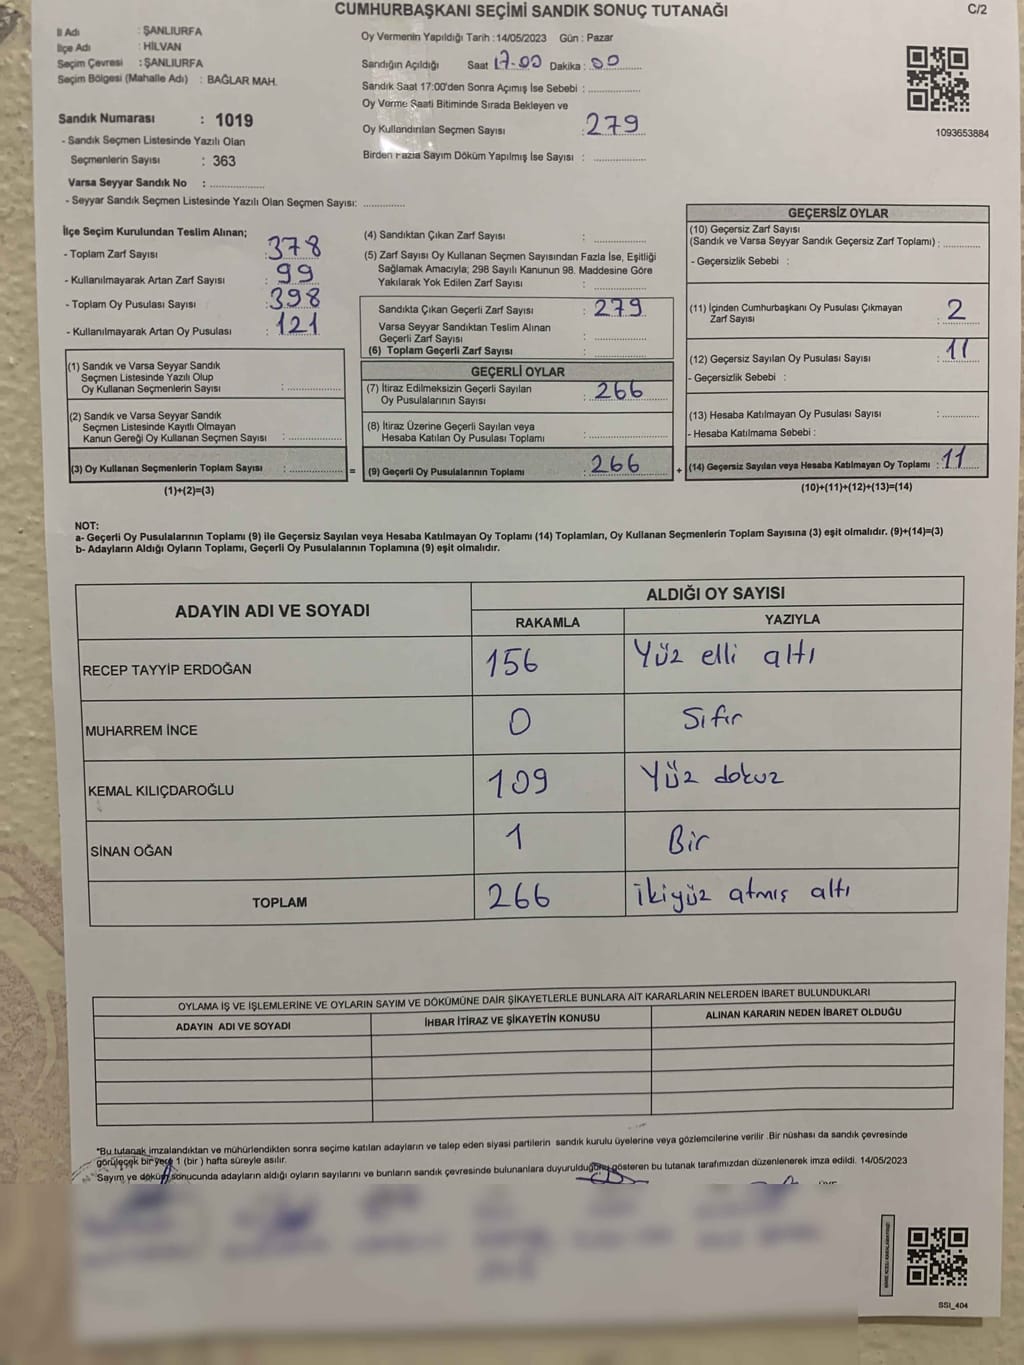 CUMHURBAŞKANI SEÇİMİ SANDIK SONUÇ TUTANAĞI
C/2
İl Adı : ŞANLIURFA
İlçe Adı : HİLVAN
Seçim Çevresi : ŞANLIURFA
Seçim Bölgesi (Mahalle Adı) : BAĞLAR MAH.
Sandık Numarası : 1019
- Sandık Seçmen Listesinde Yazılı Olan
Seçmenlerin Sayısı : 363
Varsa Seyyar Sandık No :
- Seyyar Sandık Seçmen Listesinde Yazılı Olan Seçmen Sayısı:
Oy Vermenin Yapıldığı Tarih :14/05/2023 Gün : Pazar
Sandığın Açıldığı Saat 17.00 Dakika : 00
Sandık Saat 17:00'den Sonra Açımış İse Sebebi :
Oy Verme Saati Bitiminde Sırada Bekleyen ve
Oy Kullandırılan Seçmen Sayısı : 279
Birden Fazla Sayım Döküm Yapılmış İse Sayısı :
1093653884
İlçe Seçim Kurulundan Teslim Alınan;
- Toplam Zarf Sayısı : 378
- Kullanılmayarak Artan Zarf Sayısı : 99
- Toplam Oy Pusulası Sayısı : 398
- Kullanılmayarak Artan Oy Pusulası : 121
(1) Sandık ve Varsa Seyyar Sandık
Seçmen Listesinde Yazılı Olup
Oy Kullanan Seçmenlerin Sayısı :
(2) Sandık ve Varsa Seyyar Sandık
Seçmen Listesinde Kayıtlı Olmayan
Kanun Gereği Oy Kullanan Seçmen Sayısı :
(3) Oy Kullanan Seçmenlerin Toplam Sayısı : =
(1)+(2)=(3)
(4) Sandıktan Çıkan Zarf Sayısı :
(5) Zarf Sayısı Oy Kullanan Seçmen Sayısından Fazla İse, Eşitliği
Sağlamak Amacıyla; 298 Sayılı Kanunun 98. Maddesine Göre
Yakılarak Yok Edilen Zarf Sayısı :
Sandıkta Çıkan Geçerli Zarf Sayısı : 279
Varsa Seyyar Sandıktan Teslim Alınan
Geçerli Zarf Sayısı :
(6) Toplam Geçerli Zarf Sayısı :
GEÇERLİ OYLAR
(7) İtiraz Edilmeksizin Geçerli Sayılan
Oy Pusulalarının Sayısı : 266
(8) İtiraz Üzerine Geçerli Sayılan veya
Hesaba Katılan Oy Pusulası Toplamı :
(9) Geçerli Oy Pusulalarının Toplamı : 266 +
GEÇERSİZ OYLAR
(10) Geçersiz Zarf Sayısı
(Sandık ve Varsa Seyyar Sandık Geçersiz Zarf Toplamı) :
- Geçersizlik Sebebi :
(11) İçinden Cumhurbaşkanı Oy Pusulası Çıkmayan
Zarf Sayısı : 2
(12) Geçersiz Sayılan Oy Pusulası Sayısı : 11
- Geçersizlik Sebebi :
(13) Hesaba Katılmayan Oy Pusulası Sayısı :
- Hesaba Katılmama Sebebi :
(14) Geçersiz Sayılan veya Hesaba Katılmayan Oy Toplamı : 11
(10)+(11)+(12)+(13)=(14)
NOT:
a- Geçerli Oy Pusulalarının Toplamı (9) ile Geçersiz Sayılan veya Hesaba Katılmayan Oy Toplamı (14) Toplamları, Oy Kullanan Seçmenlerin Toplam Sayısına (3) eşit olmalıdır. (9)+(14)=(3)
b- Adayların Aldığı Oyların Toplamı, Geçerli Oy Pusulalarının Toplamına (9) eşit olmalıdır.
ADAYIN ADI VE SOYADI
ALDIĞI OY SAYISI
RAKAMLA YAZIYLA
RECEP TAYYİP ERDOĞAN 156 Yüz elli altı
MUHARREM İNCE 0 Sıfır
KEMAL KILIÇDAROĞLU 109 Yüz dokuz
SİNAN OĞAN 1 Bir
TOPLAM 266 ikiyüz atmış altı
OYLAMA İŞ VE İŞLEMLERİNE VE OYLARIN SAYIM VE DÖKÜMÜNE DAİR ŞİKAYETLERLE BUNLARA AİT KARARLARIN NELERDEN İBARET BULUNDUKLARI
ADAYIN ADI VE SOYADI İHBAR İTİRAZ VE ŞİKAYETİN KONUSU ALINAN KARARIN NEDEN İBARET OLDUĞU
*Bu tutanak imzalandıktan ve mühürlendikten sonra seçime katılan adayların ve talep eden siyasi partilerin sandık kurulu üyelerine veya gözlemcilerine verilir .Bir nüshası da sandık çevresinde
görülecek bir yere 1 (bir ) hafta süreyle asılır.
Sayım ve döküm sonucunda adayların aldığı oyların sayılarını ve bunların sandık çevresinde bulunanlara duyurulduğunu gösteren bu tutanak tarafımızdan düzenlenerek imza edildi. 14/05/2023
SSI_404